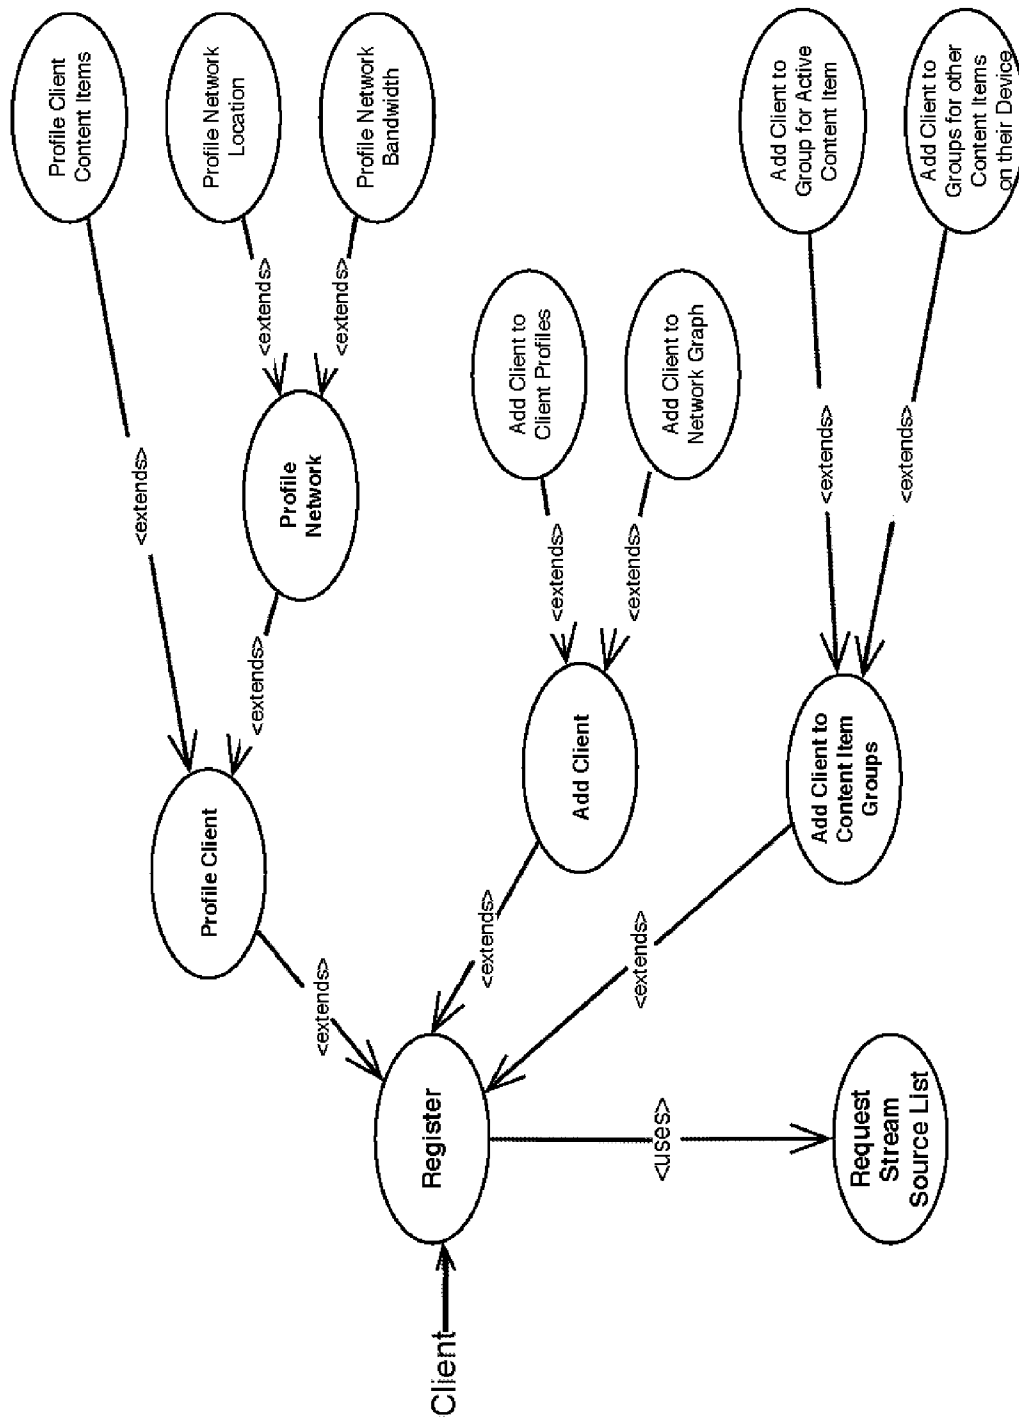 Client
Register
<uses>
Request
Stream
Source List
<extends>
Profile Client
<extends>
Profile Client
Content Items
<extends>
Profile
Network
<extends>
Profile Network
Location
<extends>
Profile Network
Bandwidth
<extends>
Add Client
<extends>
Add Client to
Client Profiles
<extends>
Add Client to
Network Graph
<extends>
Add Client to
Content Item
Groups
<extends>
Add Client to
Group for Active
Content Item
<extends>
Add Client to
Groups for other
Content Items
on their Device